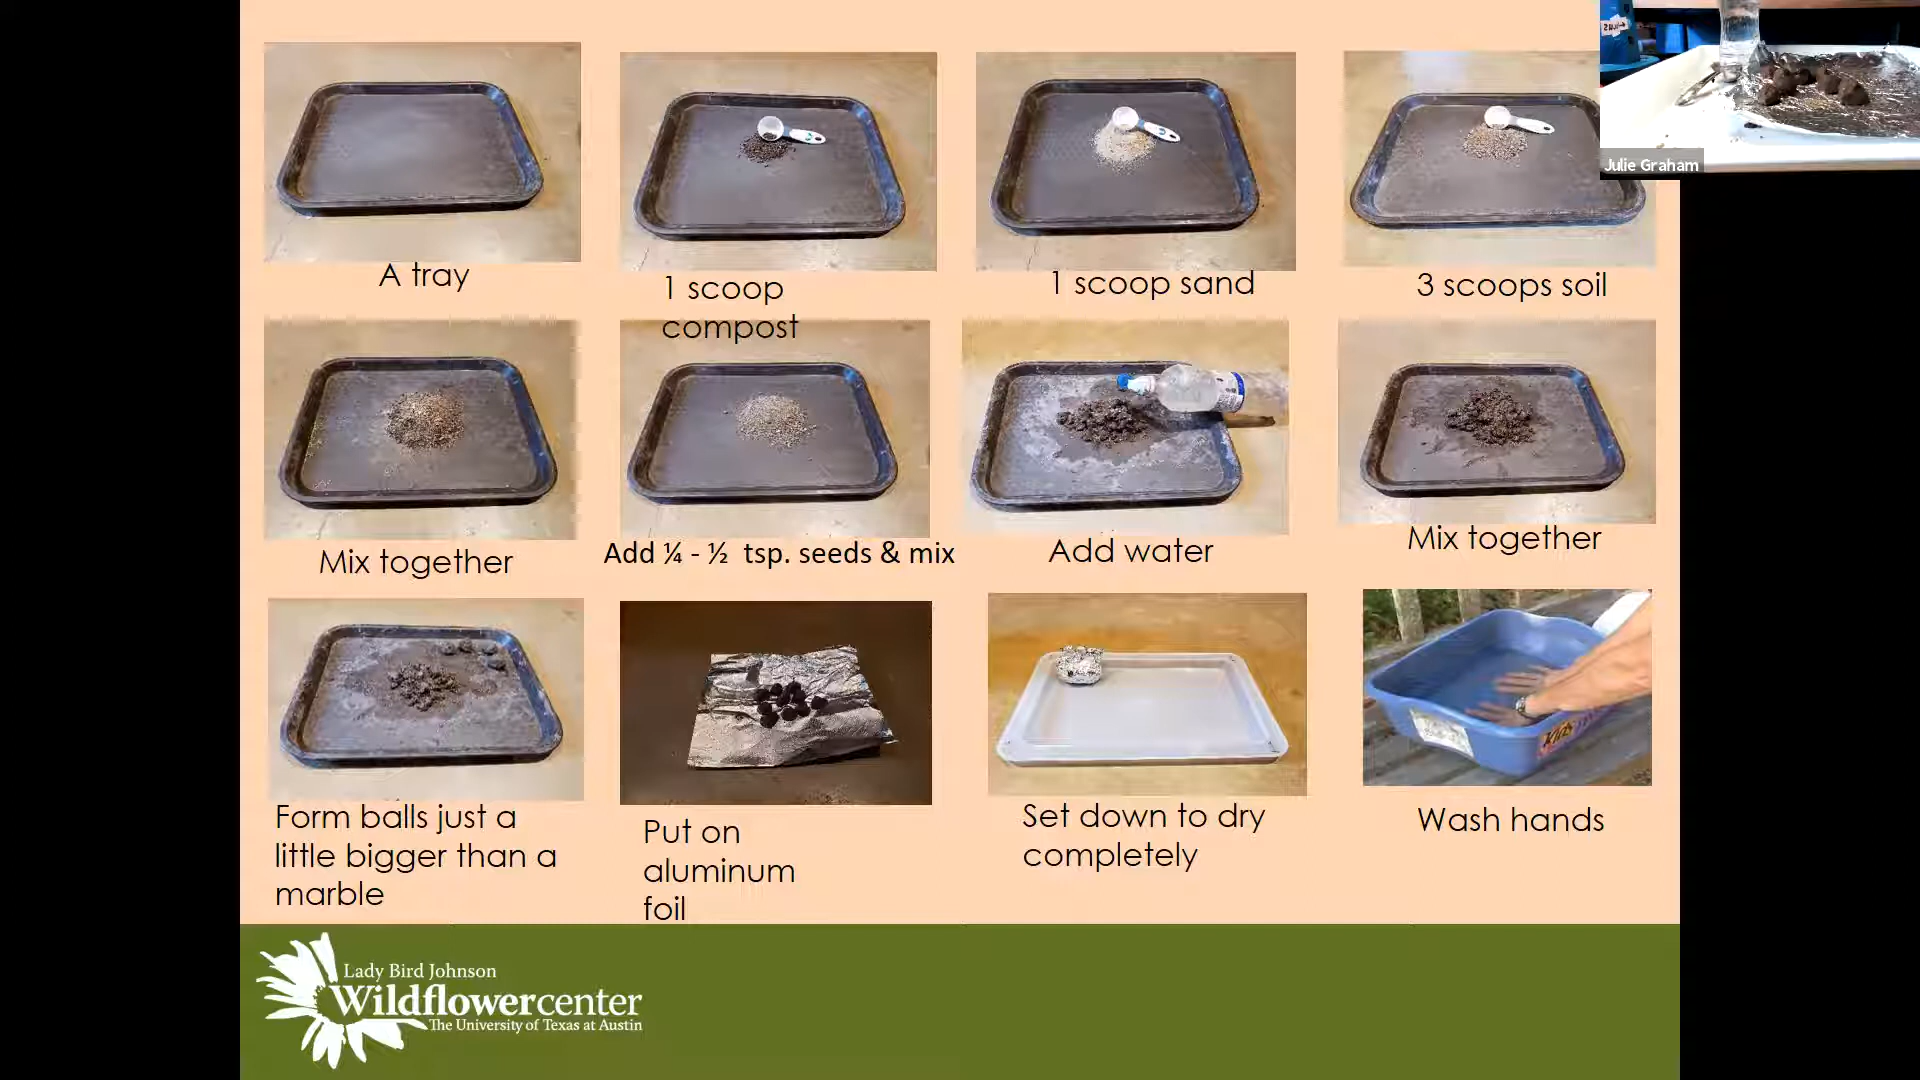 Julie Graham
A tray
1 scoop
compost
1 scoop sand
3 scoops soil
Mix together
Add ¼ - ½ tsp. seeds & mix
Add water
Mix together
Form balls just a
little bigger than a
marble
Put on
aluminum
foil
Set down to dry
completely
Wash hands
Lady Bird Johnson
Wildflowercenter
The University of Texas at Austin